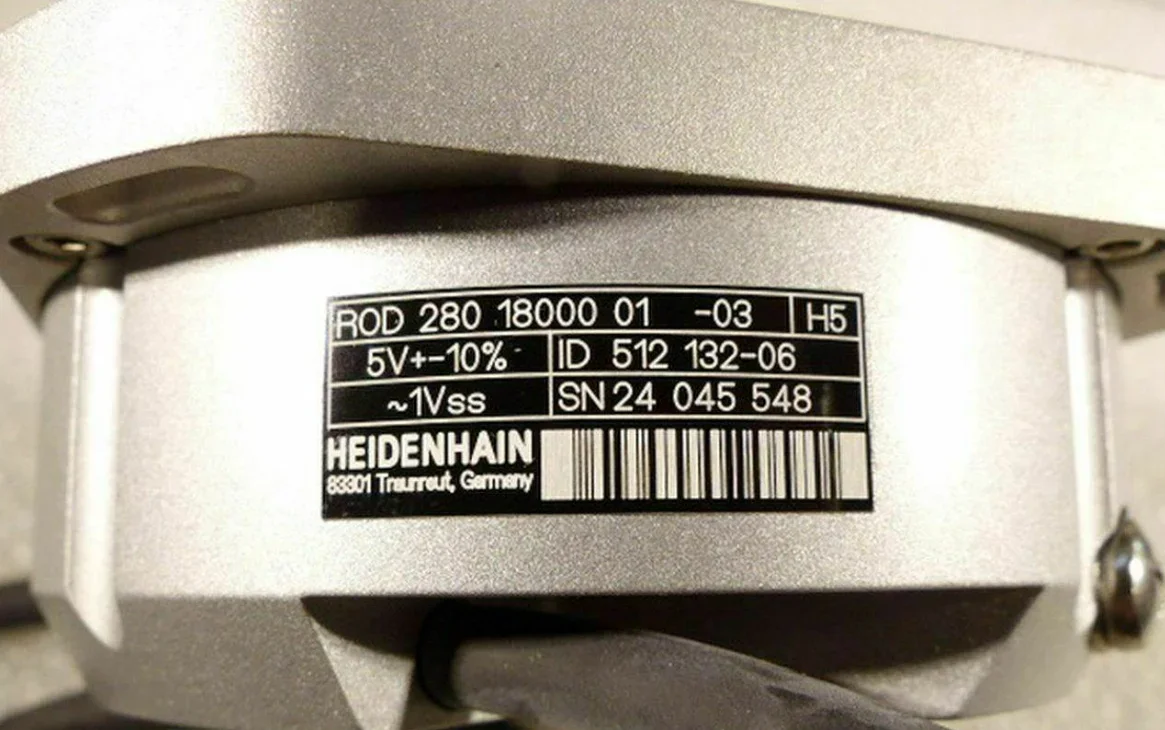 ROD 280 18000 01 -03 H5
5V+-10% ID 512 132-06
~1Vss SN 24 045 548
HEIDENHAIN
83301 Traunreut, Germany